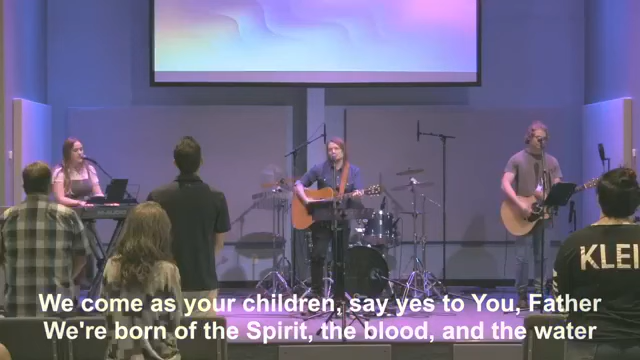 KLEI
We come as your children, say yes to You, Father
We're born of the Spirit, the blood, and the water